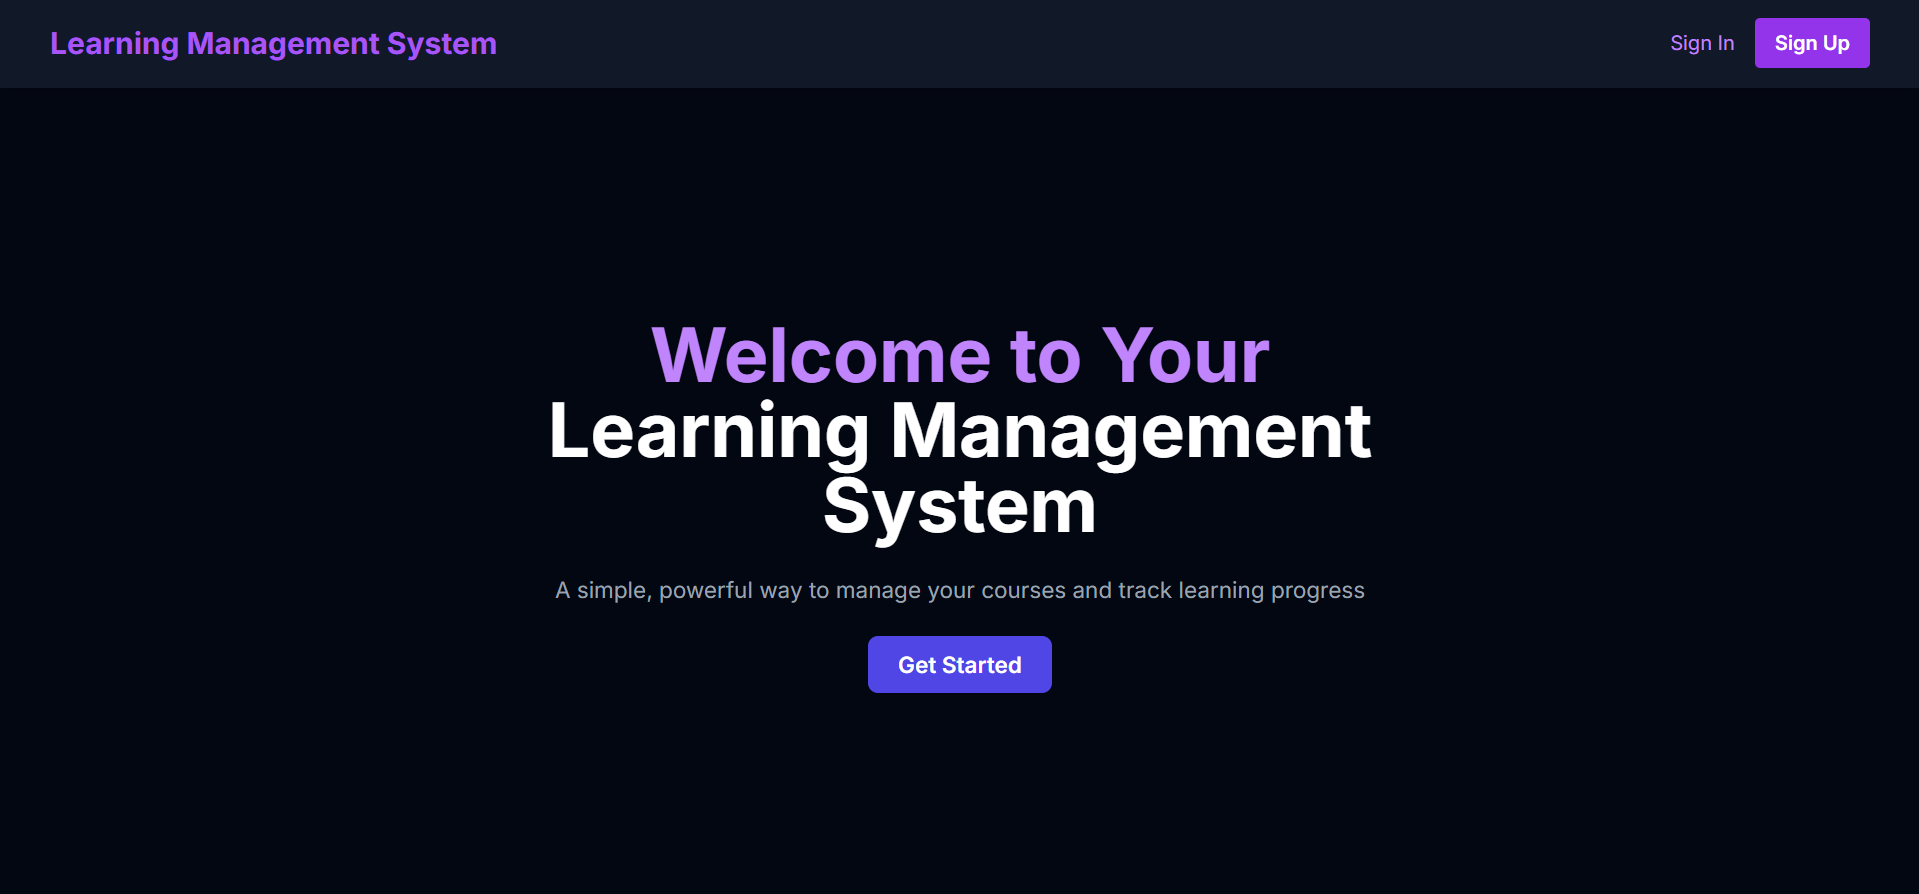 Learning Management System
Sign In
Sign Up
Welcome to Your
Learning Management
System
A simple, powerful way to manage your courses and track learning progress
Get Started